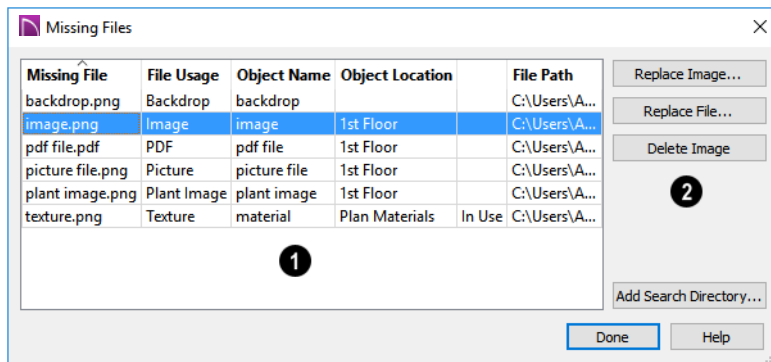 Missing Files
Missing File File Usage Object Name Object Location File Path
backdrop.png Backdrop backdrop C:\Users\A...
image.png Image image 1st Floor C:\Users\A...
pdf file.pdf PDF pdf file 1st Floor C:\Users\A...
picture file.png Picture picture file 1st Floor C:\Users\A...
plant image.png Plant Image plant image 1st Floor C:\Users\A...
texture.png Texture material Plan Materials In Use C:\Users\A...
1
Replace Image...
Replace File...
Delete Image
2
Add Search Directory...
Done Help